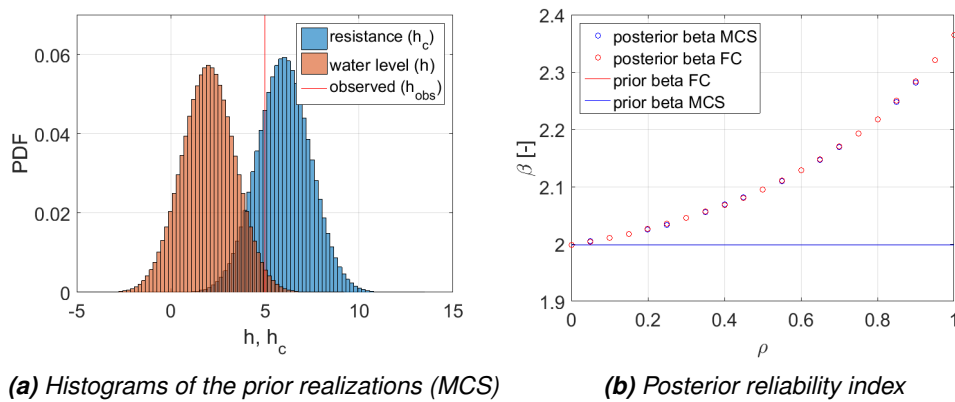 0.06
0.04
0.02
0
PDF
-5
0
5
10
15
h, h_c
resistance (h_c)
water level (h)
observed (h_obs)
(a) Histograms of the prior realizations (MCS)
2.4
2.3
2.2
2.1
2
1.9
β [-]
0
0.2
0.4
0.6
0.8
1
ρ
posterior beta MCS
posterior beta FC
prior beta FC
prior beta MCS
(b) Posterior reliability index